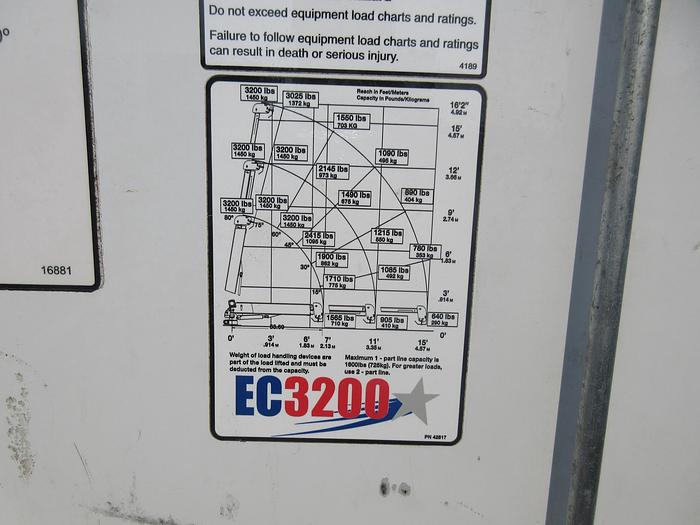 Do not exceed equipment load charts and ratings.
Failure to follow equipment load charts and ratings
can result in death or serious injury.
4189
16881
Reach in Feet/Meters
Capacity in Pounds/Kilograms
3200 lbs
1450 kg
3025 lbs
1372 kg
16'2"
4.92 M
1550 lbs
703 KG
15'
4.57 M
3200 lbs
1450 kg
3200 lbs
1450 kg
1090 lbs
495 kg
2145 lbs
973 kg
12'
3.66 M
3200 lbs
1450 kg
3200 lbs
1450 kg
1490 lbs
676 kg
890 lbs
404 kg
80°
75°
3200 lbs
1450 kg
9'
2.74 M
60°
45°
2415 lbs
1095 kg
1215 lbs
550 kg
780 lbs
353 kg
6'
1.83 M
30°
1900 lbs
862 kg
1710 lbs
775 kg
1085 lbs
492 kg
15°
3'
.914 M
1565 lbs
710 kg
905 lbs
410 kg
640 lbs
290 kg
0'
0'
3'
.914 M
6'
1.83 M
7'
2.13 M
11'
3.35 M
15'
4.57 M
Weight of load handling devices are
part of the load lifted and must be
deducted from the capacity.
Maximum 1 - part line capacity is
1600lbs (725kg). For greater loads,
use 2 - part line.
EC3200
PN 42817